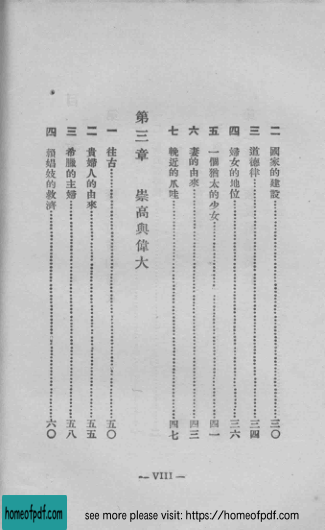 二 國家的建設……三〇
三 道德律……三四
四 婦女的地位……三六
五 一個猶太的少女……四一
六 妻的由來……四三
七 晚近的爪哇……四七
第三章 崇高與偉大
一 往古……五〇
二 貴婦人的由來……五五
三 希臘的主婦……五八
四 娼妓的救濟……六〇
— VIII —
homeofpdf.com
see more please visit: https://homeofpdf.com